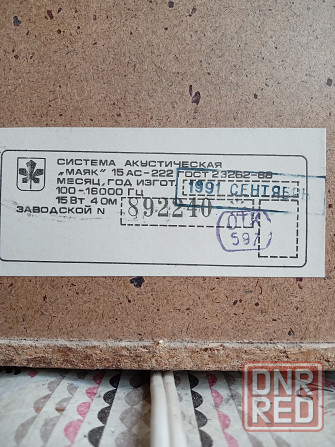 СИСТЕМА АКУСТИЧЕСКАЯ
„МАЯК" 15 АС-222 ГОСТ 23262-88
МЕСЯЦ, ГОД ИЗГОТ 1991 СЕНТЯБРЬ
100-16000 ГЦ
15 ВТ 4 ОМ
ЗАВОДСКОЙ N 892240
ОТК
597
DNR
RED